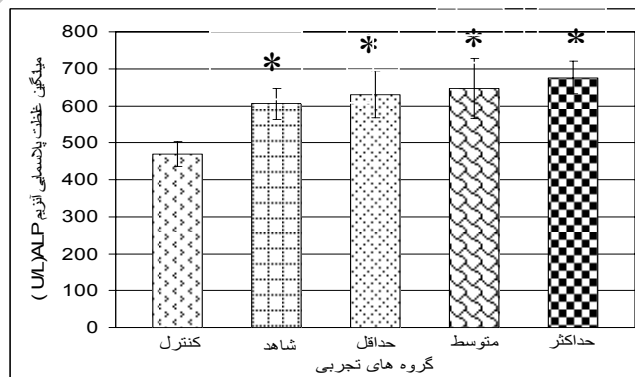 میانگین غلظت پلاسمایی آنزیم ALP (U/L)
800
700
600
500
400
300
200
100
0
* * * *
کنترل شاهد حداقل متوسط حداکثر
گروه های تجربی